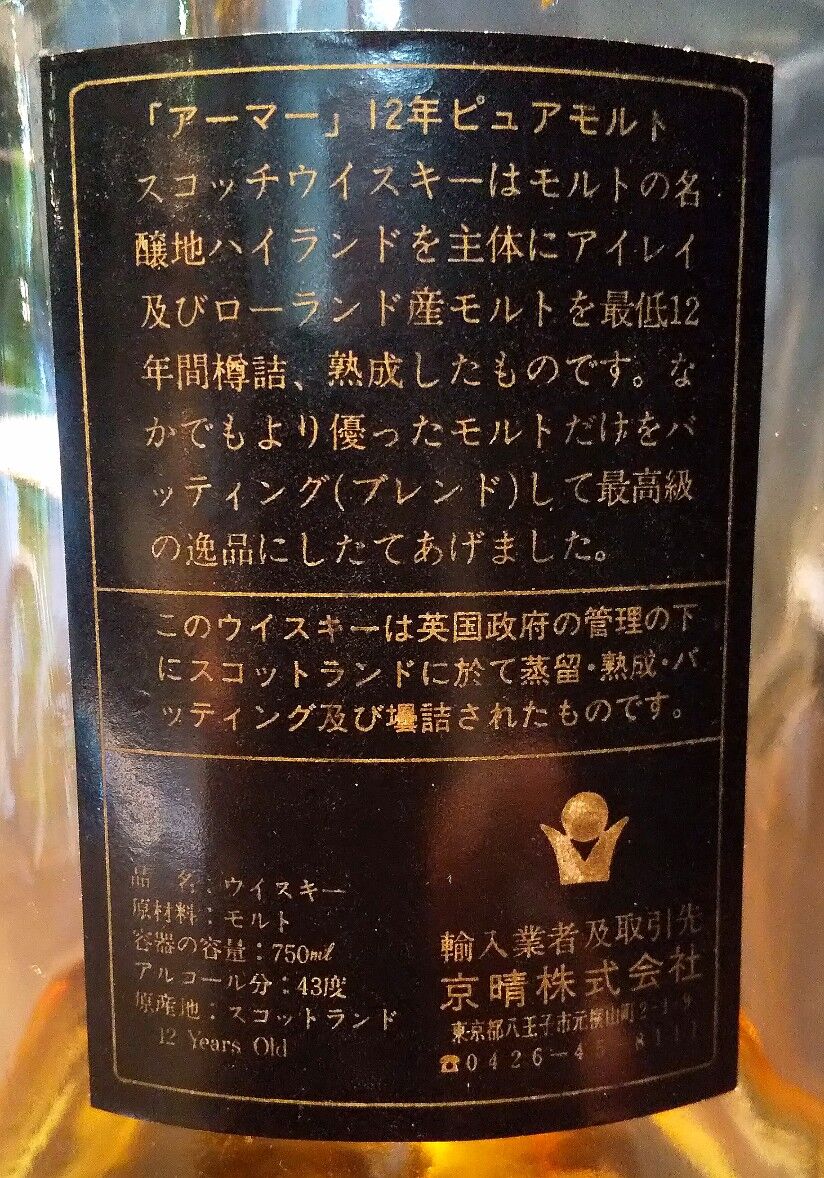 「アーマー」12年ピュアモルト
スコッチウイスキーはモルトの名
醸地ハイランドを主体にアイレイ
及びローランド産モルトを最低12
年間樽詰、熟成したものです。な
かでもより優ったモルトだけをバ
ッティング(ブレンド)して最高級
の逸品にしたてあげました。
このウイスキーは英国政府の管理の下
にスコットランドに於て蒸留・熟成・バ
ッティング及び壜詰されたものです。
品 名:ウイスキー
原材料:モルト
容器の容量:750ml
アルコール分:43度
原産地:スコットランド
12 Years Old
輸入業者及取引先
京晴株式会社
東京都八王子市元横山町2-1-9
☎0426-45